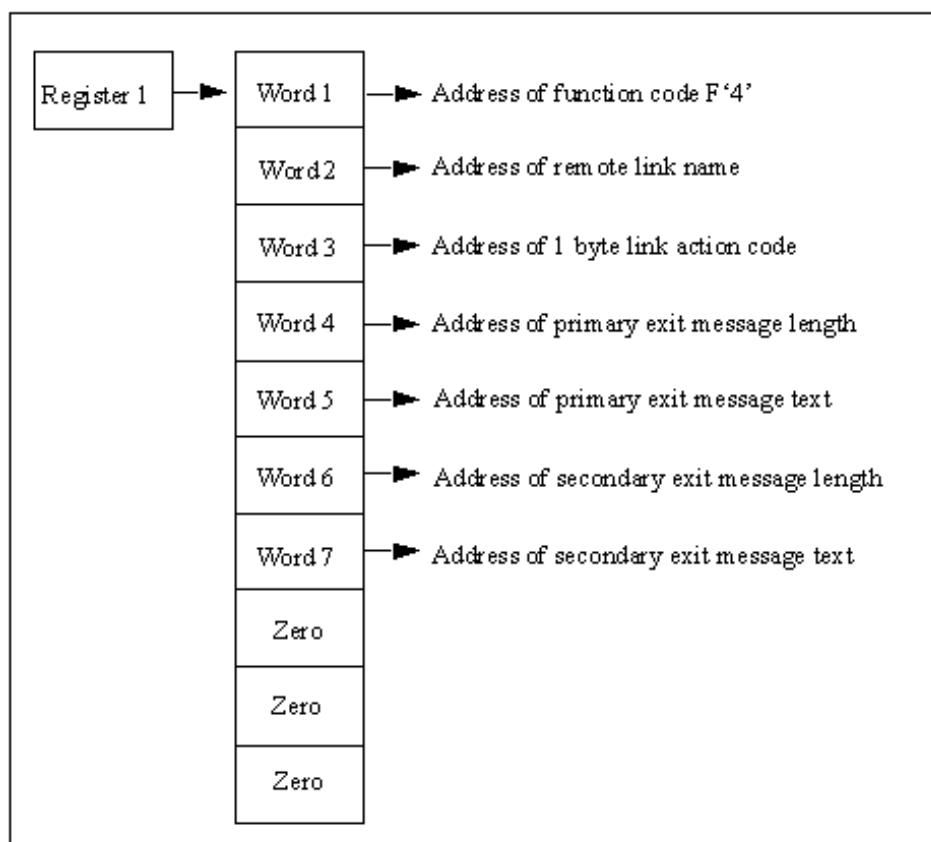 Register 1
Word 1
Address of function code F ‘4’
Word 2
Address of remote link name
Word 3
Address of 1 byte link action code
Word 4
Address of primary exit message length
Word 5
Address of primary exit message text
Word 6
Address of secondary exit message length
Word 7
Address of secondary exit message text
Zero
Zero
Zero